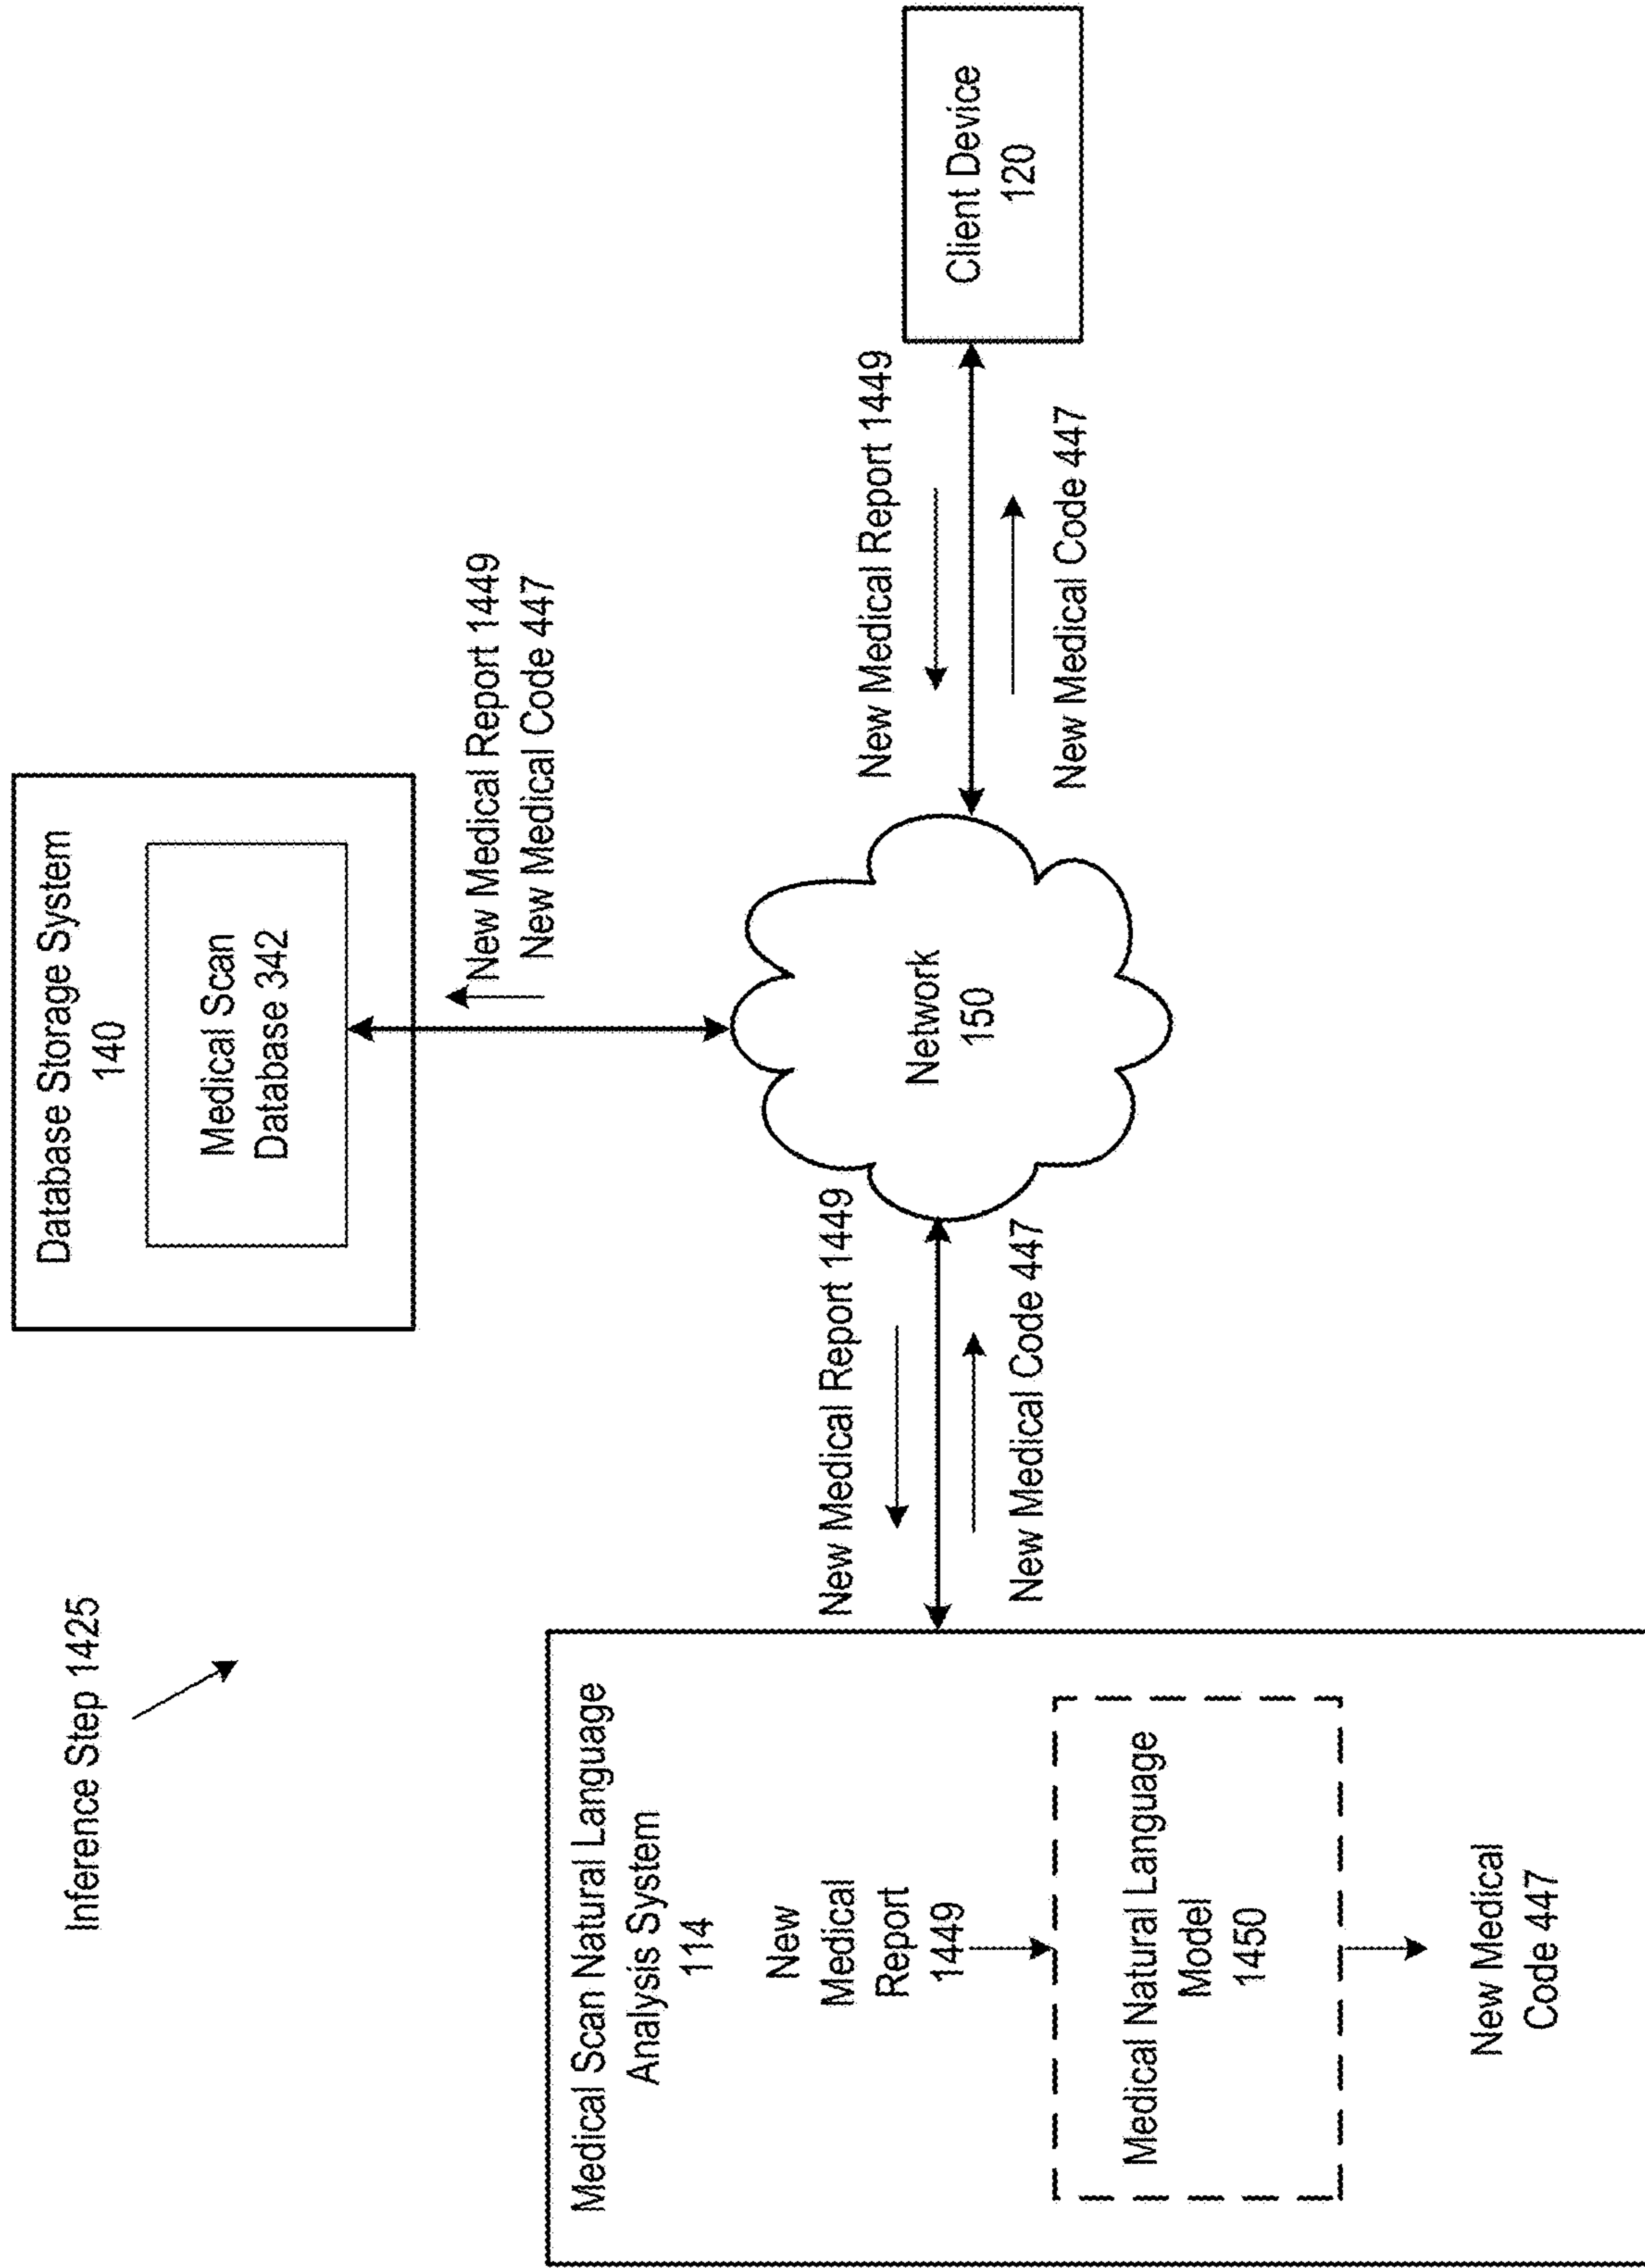 Inference Step 1425
Database Storage System
140
Medical Scan
Database 342
New Medical Report 1449
New Medical Code 447
Medical Scan Natural Language
Analysis System
114
New
Medical
Report
1449
Medical Natural Language
Model
1450
New Medical
Code 447
New Medical Report 1449
New Medical Code 447
Network
150
New Medical Report 1449
New Medical Code 447
Client Device
120